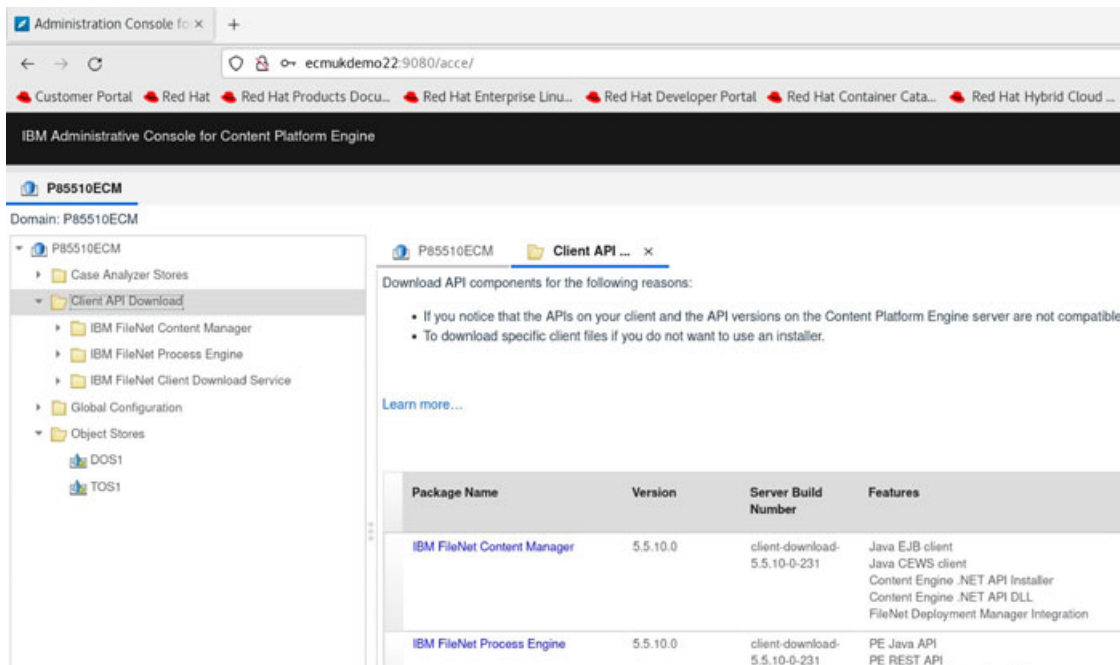 Administration Console fo
ecmukdemo22:9080/acce/
Customer Portal Red Hat Red Hat Products Docu... Red Hat Enterprise Linu... Red Hat Developer Portal Red Hat Container Cata... Red Hat Hybrid Cloud ...
IBM Administrative Console for Content Platform Engine
P85510ECM
Domain: P85510ECM
P85510ECM
Case Analyzer Stores
Client API Download
IBM FileNet Content Manager
IBM FileNet Process Engine
IBM FileNet Client Download Service
Global Configuration
Object Stores
DOS1
TOS1
P85510ECM Client API ...
Download API components for the following reasons:
• If you notice that the APIs on your client and the API versions on the Content Platform Engine server are not compatible
• To download specific client files if you do not want to use an installer.
Learn more...
Package Name Version Server Build Features
Number
IBM FileNet Content Manager 5.5.10.0 client-download- Java EJB client
5.5.10-0-231 Java CEWS client
Content Engine .NET API Installer
Content Engine .NET API DLL
FileNet Deployment Manager Integration
IBM FileNet Process Engine 5.5.10.0 client-download- PE Java API
5.5.10-0-231 PE REST API